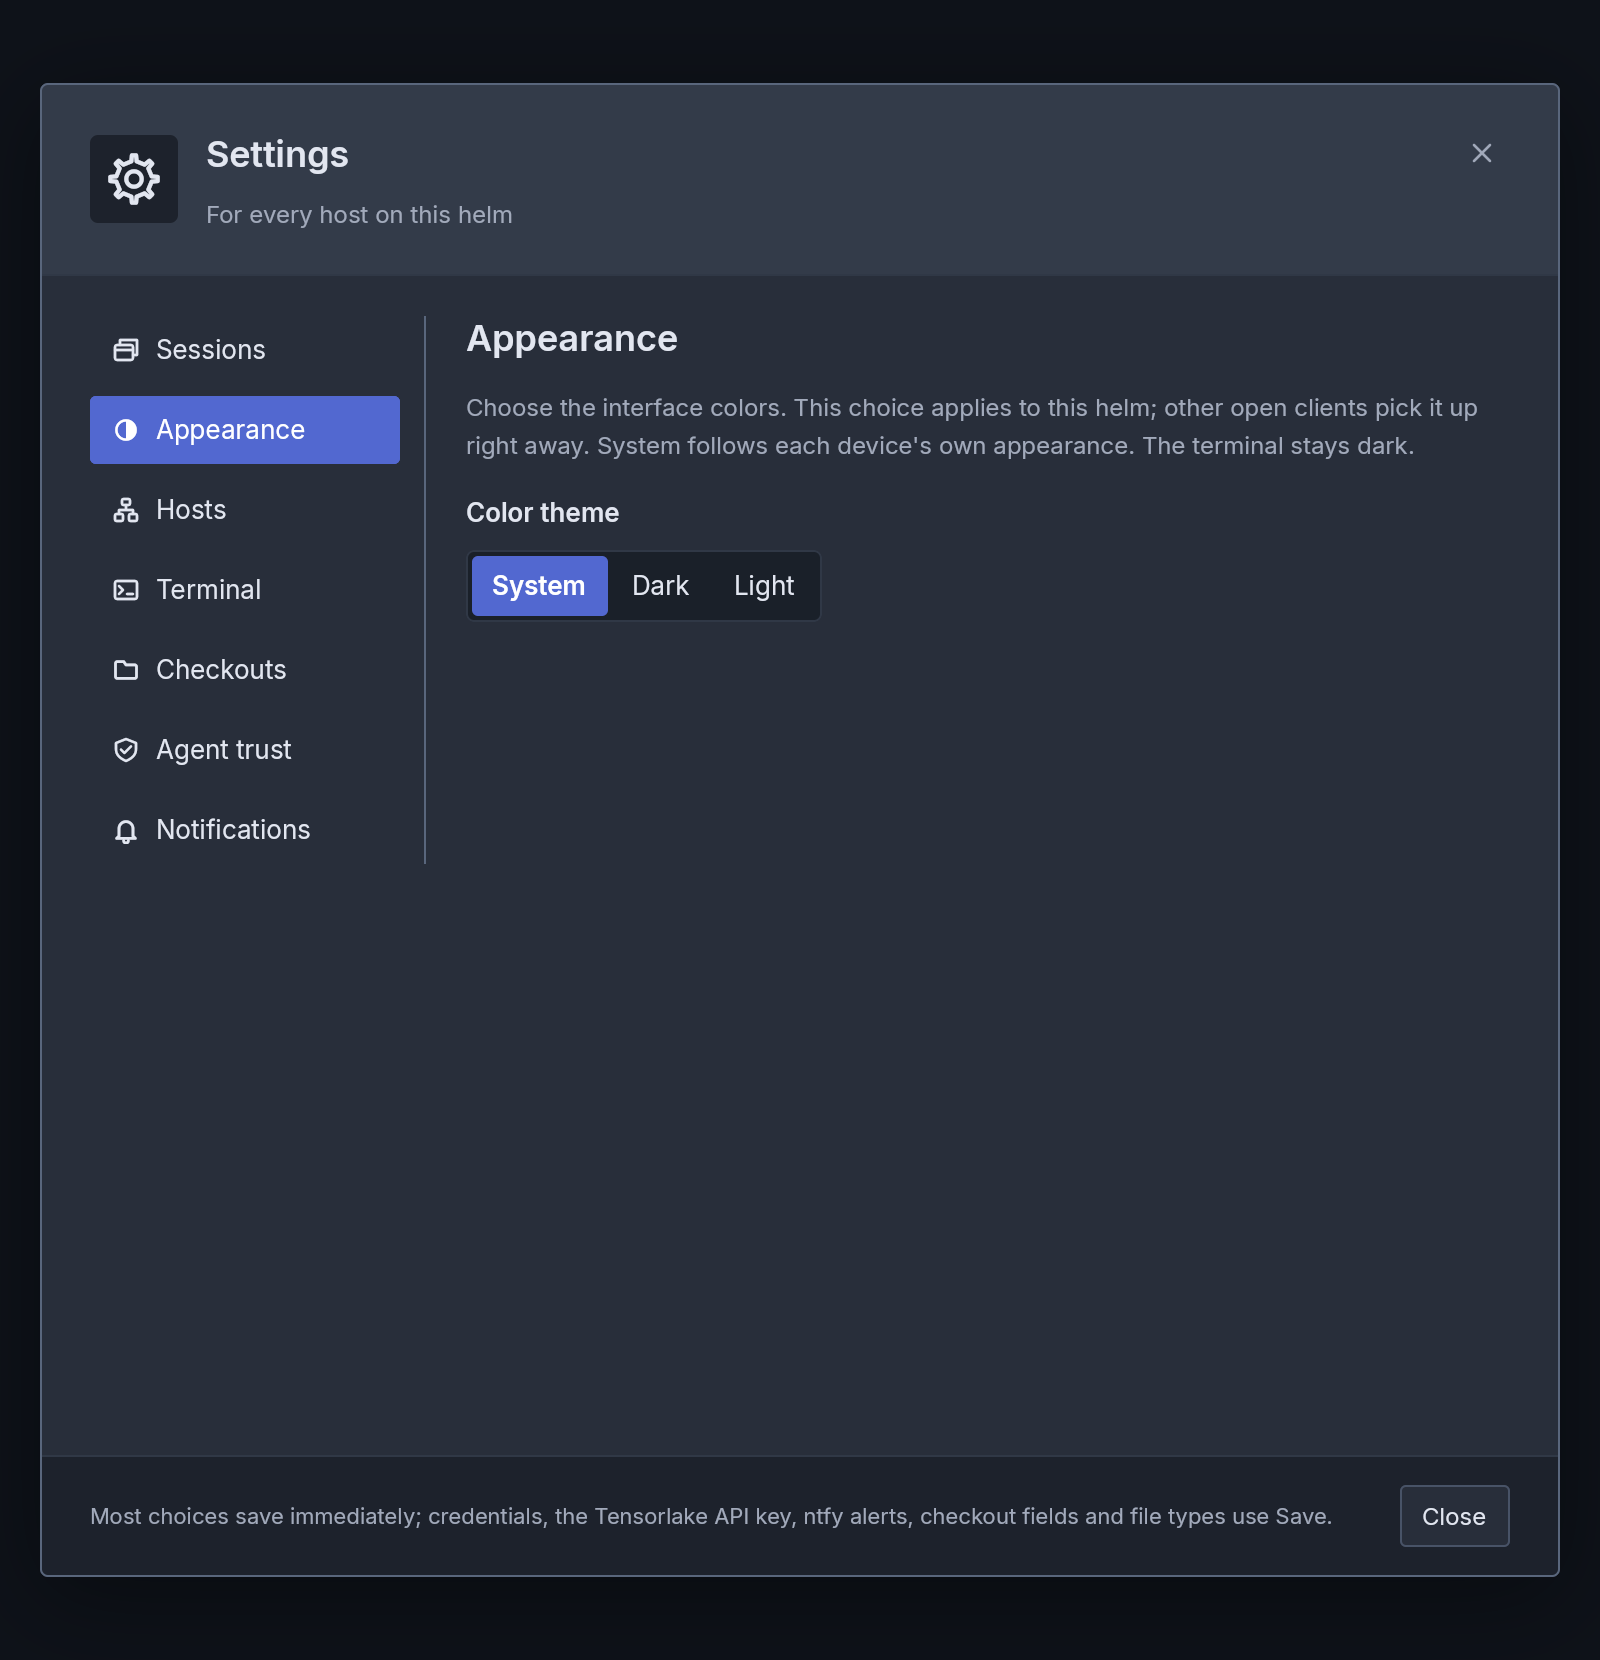 Settings
For every host on this helm
Sessions
Appearance
Hosts
Terminal
Checkouts
Agent trust
Notifications
Appearance
Choose the interface colors. This choice applies to this helm; other open clients pick it up
right away. System follows each device's own appearance. The terminal stays dark.
Color theme
System Dark Light
Most choices save immediately; credentials, the Tensorlake API key, ntfy alerts, checkout fields and file types use Save.
Close